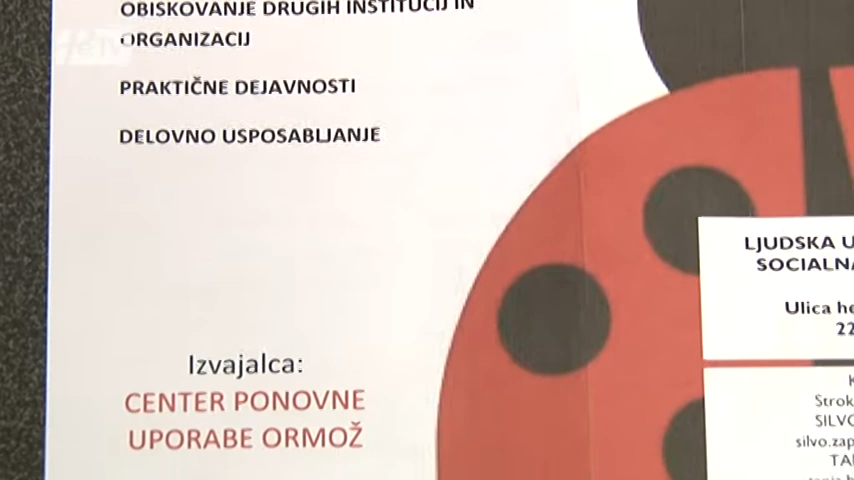 OBISKOVANJE DRUGIH INSTITUCIJ IN
ORGANIZACIJ
PRAKTIČNE DEJAVNOSTI
DELOVNO USPOSABLJANJE
Izvajalca:
CENTER PONOVNE
UPORABE ORMOŽ
LJUDSKA U
SOCIALNA
Ulica he
22
K
Strok
SILVO
silvo.zap
TA